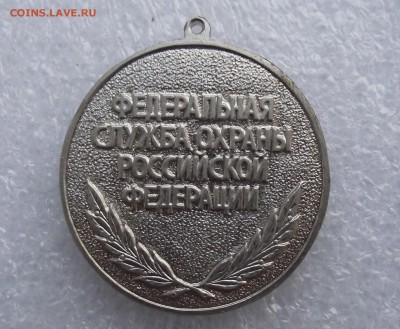 COINS.LAVE.RU
ФЕДЕРАЛЬНАЯ
СЛУЖБА ОХРАНЫ
РОССИЙСКОЙ
ФЕДЕРАЦИИ